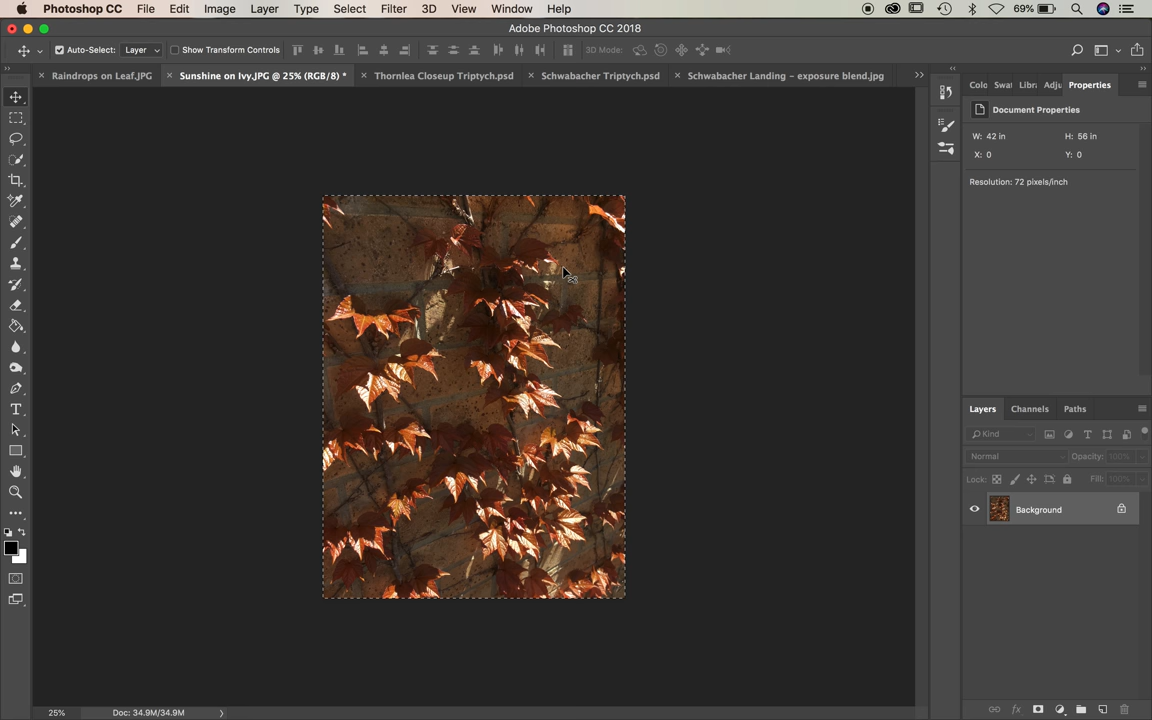 Photoshop CC File Edit Image Layer Type Select Filter 3D View Window Help 69%
Adobe Photoshop CC 2018
Auto-Select: Layer Show Transform Controls 3D Mode:
Raindrops on Leaf.JPG Sunshine on Ivy.JPG @ 25% (RGB/8) * Thornlea Closeup Triptych.psd Schwabacher Triptych.psd Schwabacher Landing - exposure blend.jpg
Colo Swat Libra Adju Properties
Document Properties
W: 42 in H: 56 in
X: 0 Y: 0
Resolution: 72 pixels/inch
Layers Channels Paths
Kind
Normal Opacity: 100%
Lock: Fill: 100%
Background
25% Doc: 34.9M/34.9M